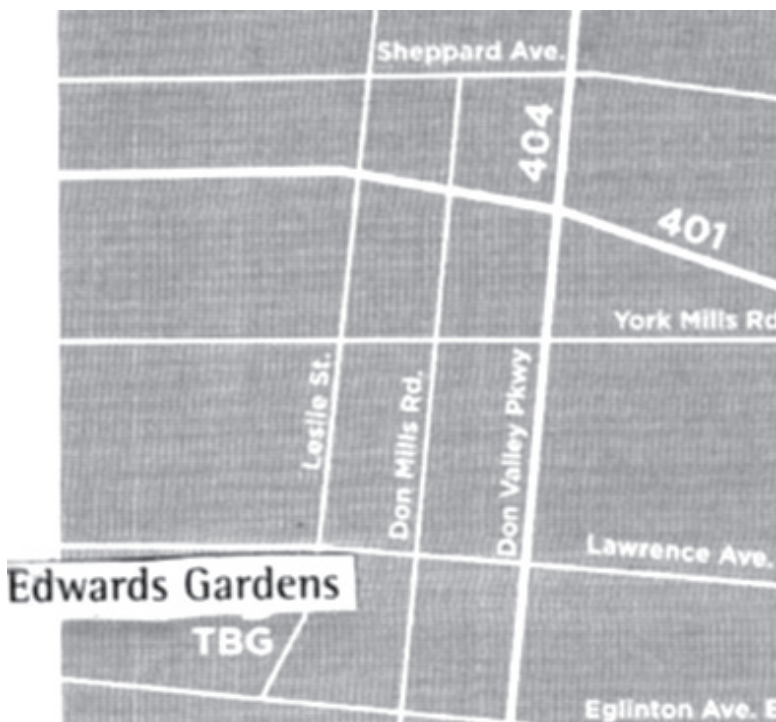 Sheppard Ave.
404
401
York Mills Rd
Leslie St.
Don Mills Rd.
Don Valley Pkwy
Lawrence Ave.
Edwards Gardens
TBG
Eglinton Ave. E